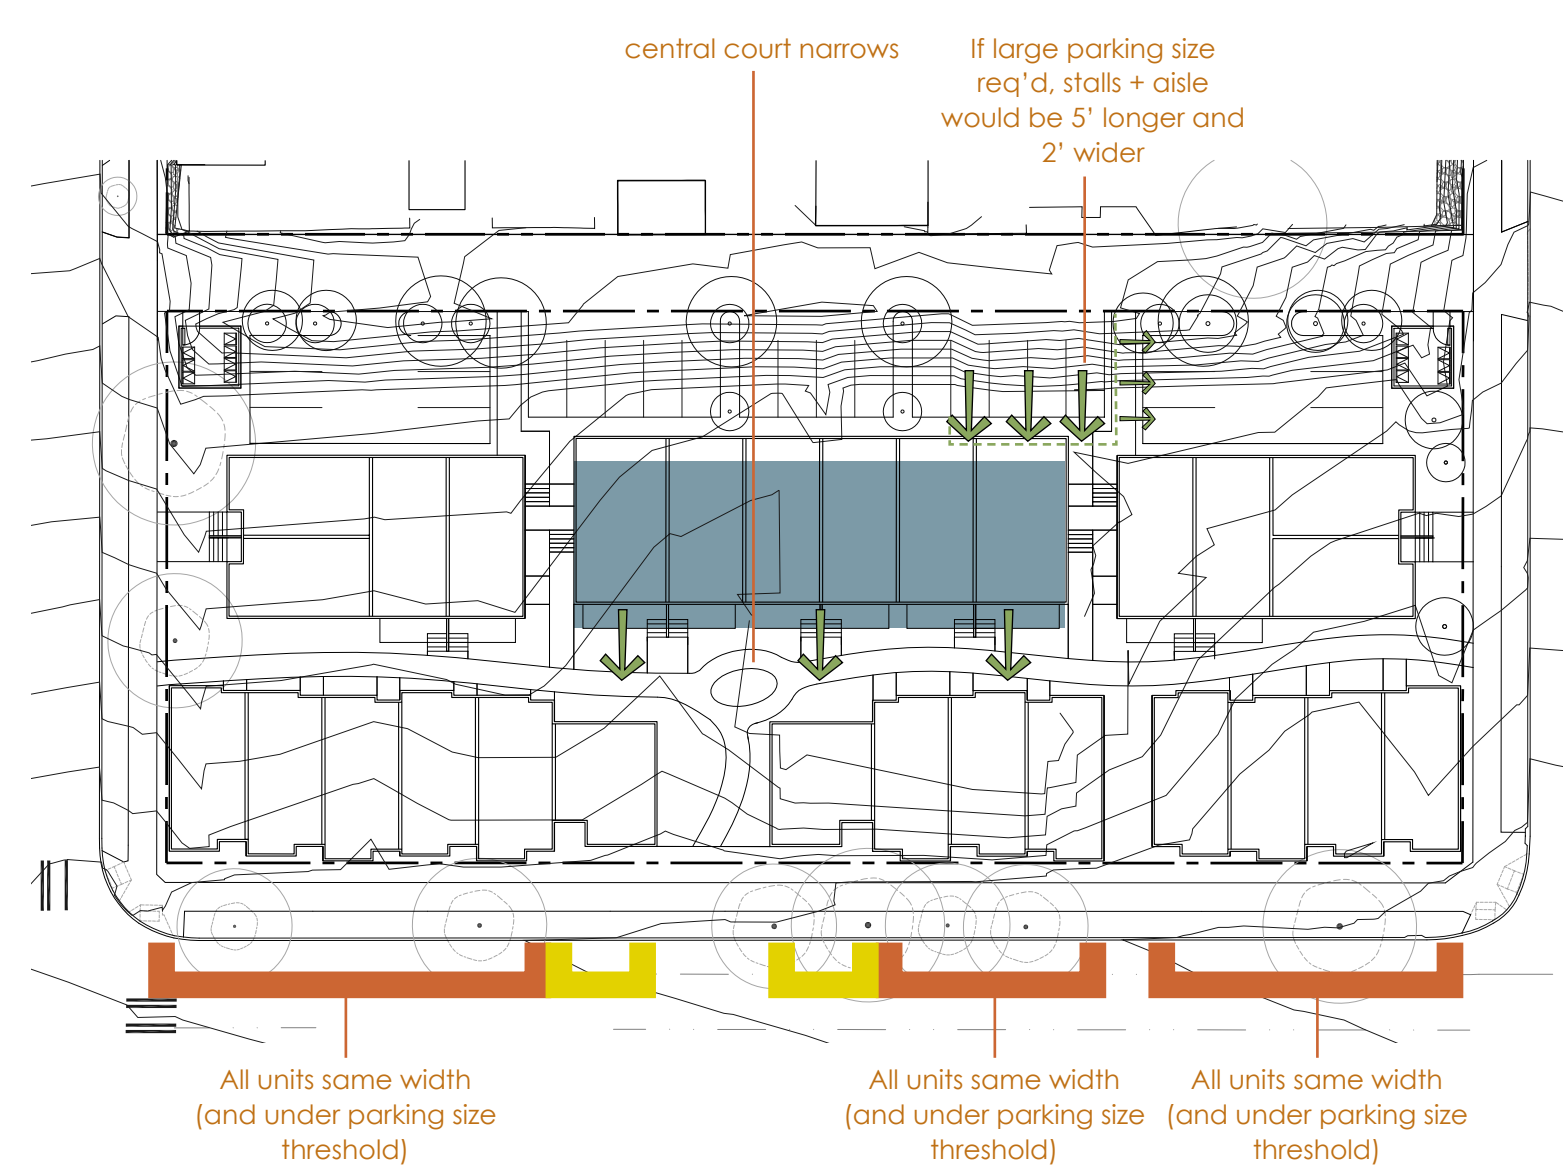 central court narrows
If large parking size
req’d, stalls + aisle
would be 5’ longer and
2’ wider
All units same width
(and under parking size
threshold)
All units same width
(and under parking size
threshold)
All units same width
(and under parking size
threshold)